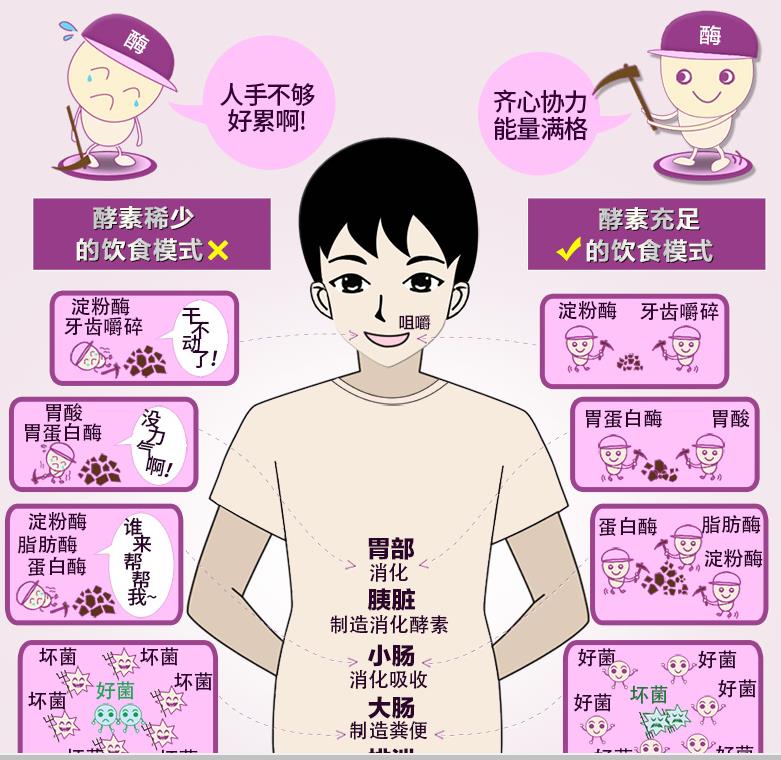 酶
人手不够
好累啊!
酶
齐心协力
能量满格
酵素稀少
的饮食模式
酵素充足
的饮食模式
淀粉酶
牙齿嚼碎
干不动了!
咀嚼
淀粉酶
牙齿嚼碎
胃酸
胃蛋白酶
没力气啊!
胃蛋白酶
胃酸
淀粉酶
脂肪酶
蛋白酶
谁来帮帮我~
蛋白酶
脂肪酶
淀粉酶
胃部
消化
胰脏
制造消化酵素
小肠
消化吸收
大肠
制造粪便
坏菌
坏菌
坏菌
坏菌
好菌
好菌
好菌
好菌
好菌
坏菌